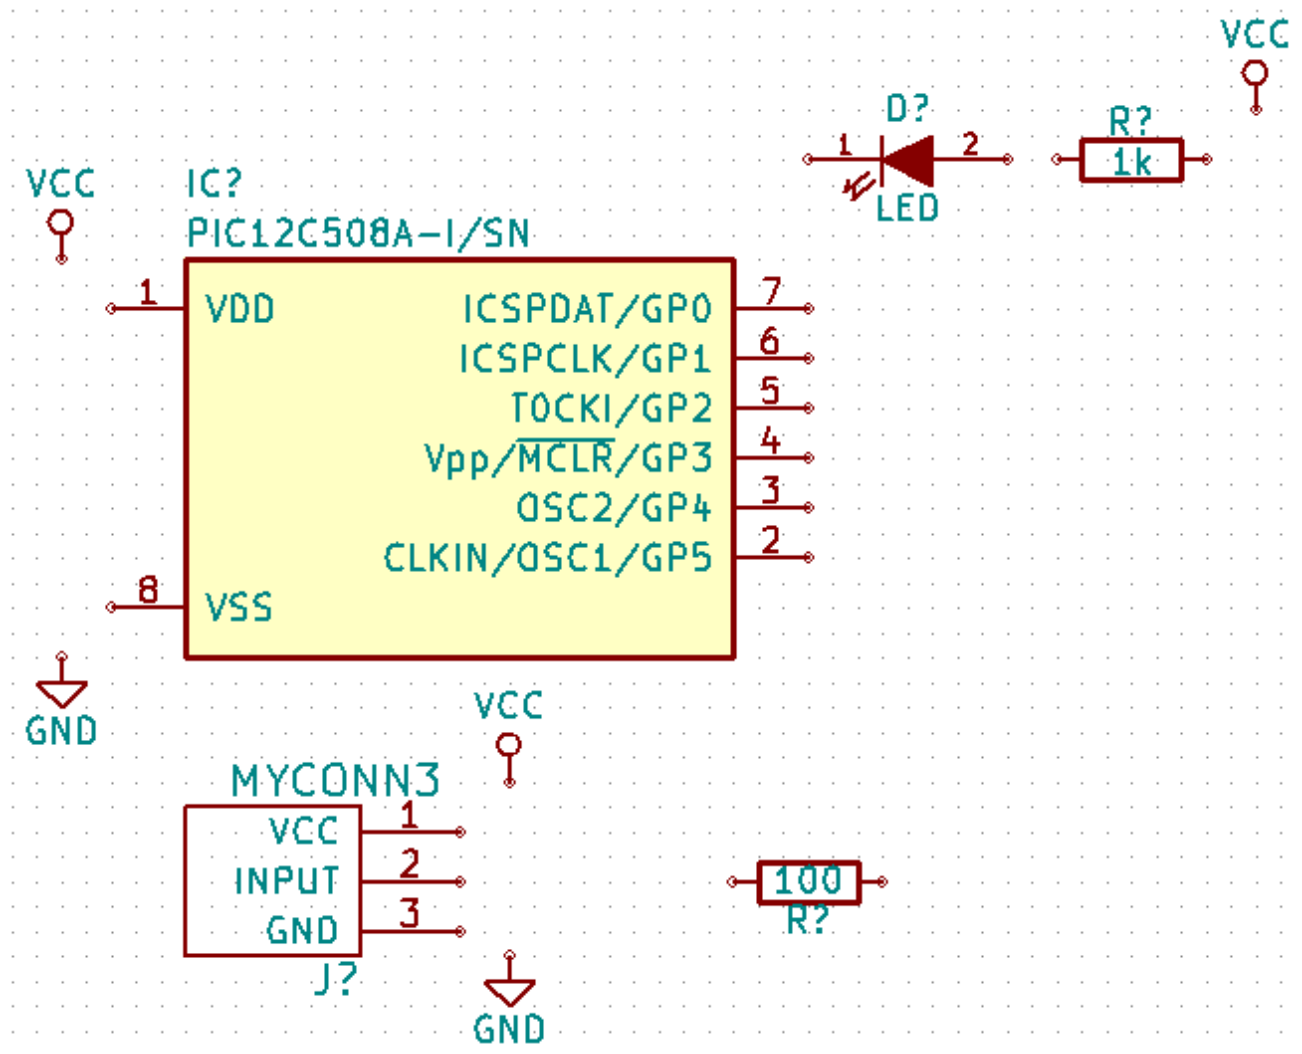 VCC
D?
1 2
LED
R?
1k
VCC
IC?
PIC12C508A-I/SN
1 VDD ICSPDAT/GP0 7
ICSPCLK/GP1 6
T0CKI/GP2 5
Vpp/MCLR/GP3 4
OSC2/GP4 3
CLKIN/OSC1/GP5 2
8 VSS
GND
VCC
MYCONN3
VCC 1
INPUT 2
GND 3
J?
100
R?
GND